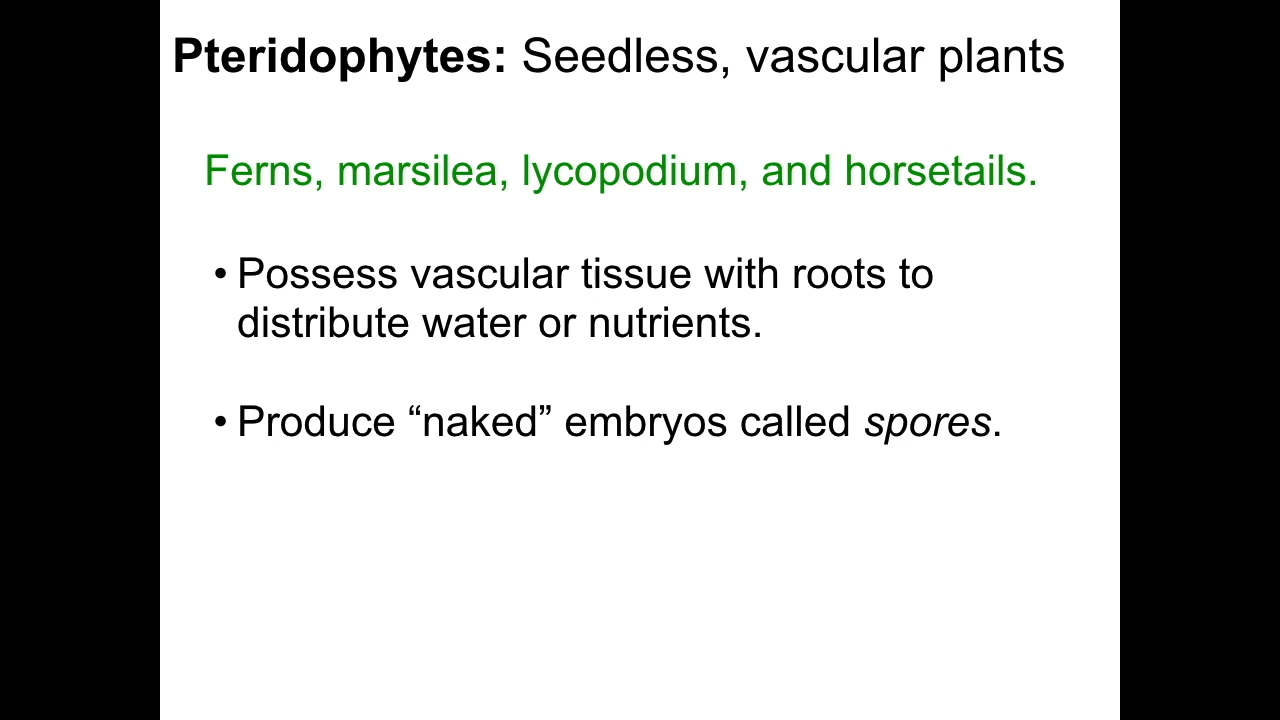 Pteridophytes: Seedless, vascular plants
Ferns, marsilea, lycopodium, and horsetails.
• Possess vascular tissue with roots to
distribute water or nutrients.
• Produce “naked” embryos called spores.